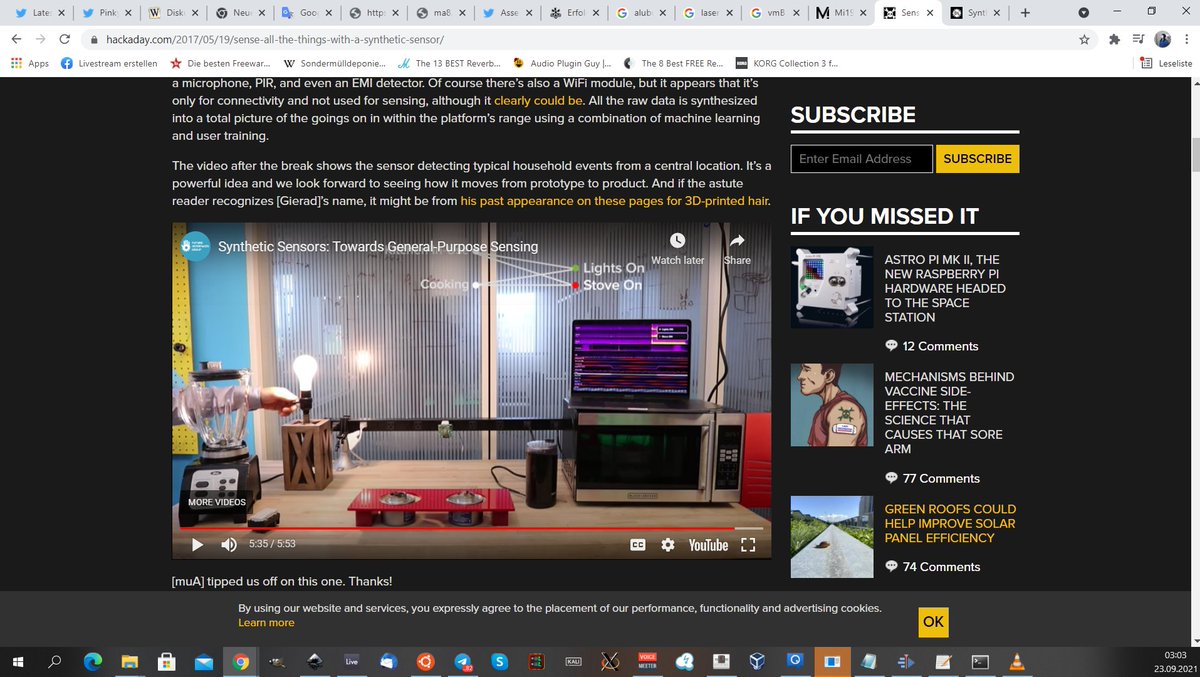 Later
Pinky
Disk
Neue
Goo
https
maß
Asse
Erfol
alub
laser
vmB
Mi19
Sens
Synt
hackaday.com/2017/05/19/sense-all-the-things-with-a-synthetic-sensor/
Apps
Livestream erstellen
Die besten Freewar...
Sondermülldeponie...
The 13 BEST Reverb...
Audio Plugin Guy |...
The 8 Best FREE Re...
KORG Collection 3 f...
Leseliste
a microphone, PIR, and even an EMI detector. Of course there's also a WiFi module, but it appears that it's
only for connectivity and not used for sensing, although it clearly could be. All the raw data is synthesized
into a total picture of the goings on in within the platform's range using a combination of machine learning
and user training.
The video after the break shows the sensor detecting typical household events from a central location. It's a
powerful idea and we look forward to seeing how it moves from prototype to product. And if the astute
reader recognizes [Gierad]'s name, it might be from his past appearance on these pages for 3D-printed hair.
Synthetic Sensors: Towards General-Purpose Sensing
Watch later
Share
Lights On
Cooking
Stove On
MORE VIDEOS
5:35 / 5:53
CC
YouTube
[muA] tipped us off on this one. Thanks!
SUBSCRIBE
Enter Email Address
SUBSCRIBE
IF YOU MISSED IT
ASTRO PI MK II, THE
NEW RASPBERRY PI
HARDWARE HEADED
TO THE SPACE
STATION
12 Comments
MECHANISMS BEHIND
VACCINE SIDE-
EFFECTS: THE
SCIENCE THAT
CAUSES THAT SORE
ARM
77 Comments
GREEN ROOFS COULD
HELP IMPROVE SOLAR
PANEL EFFICIENCY
74 Comments
By using our website and services, you expressly agree to the placement of our performance, functionality and advertising cookies.
Learn more
OK
Live
KALI
VOICE
MEETER
03:03
23.09.2021